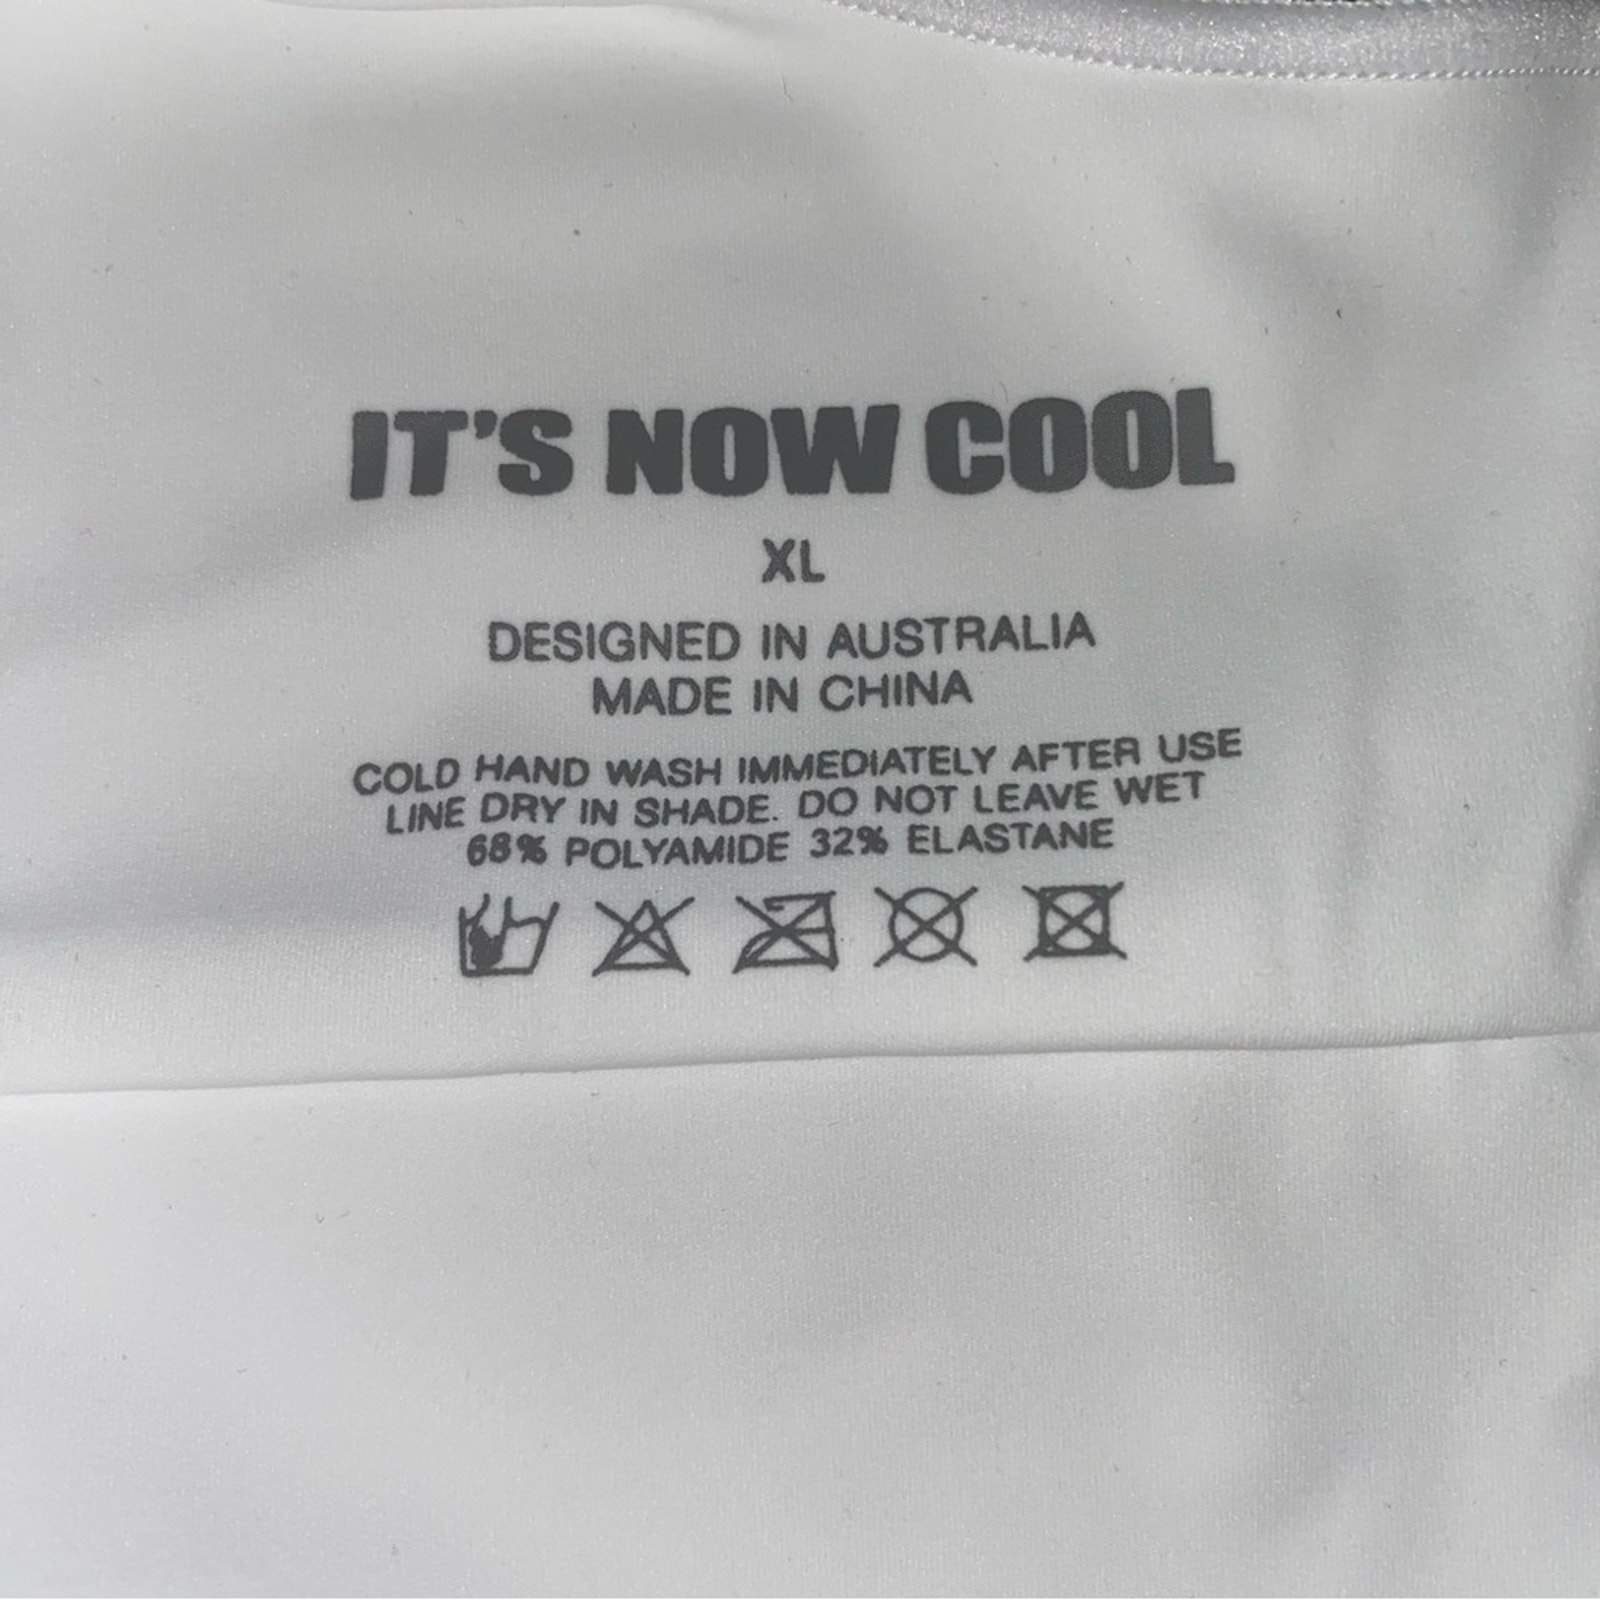 IT'S NOW COOL
XL
DESIGNED IN AUSTRALIA
MADE IN CHINA
COLD HAND WASH IMMEDIATELY AFTER USE
LINE DRY IN SHADE. DO NOT LEAVE WET
68% POLYAMIDE 32% ELASTANE